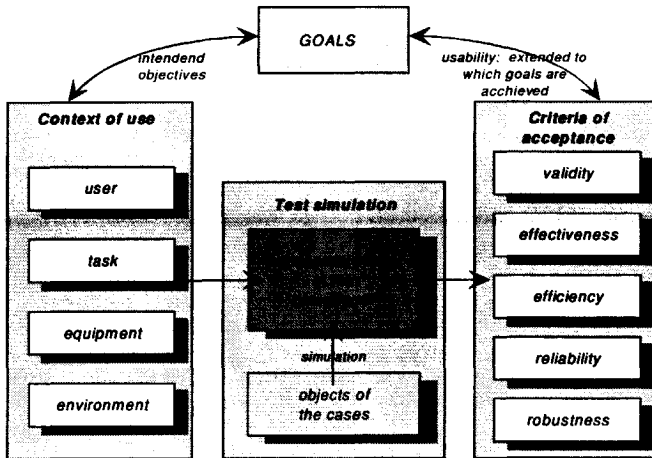 GOALS
intendend
objectives
usability: extended to
which goals are
acchieved
Context of use
user
task
equipment
environment
Test simulation
simulation
objects of
the cases
Criteria of
acceptance
validity
effectiveness
efficiency
reliability
robustness